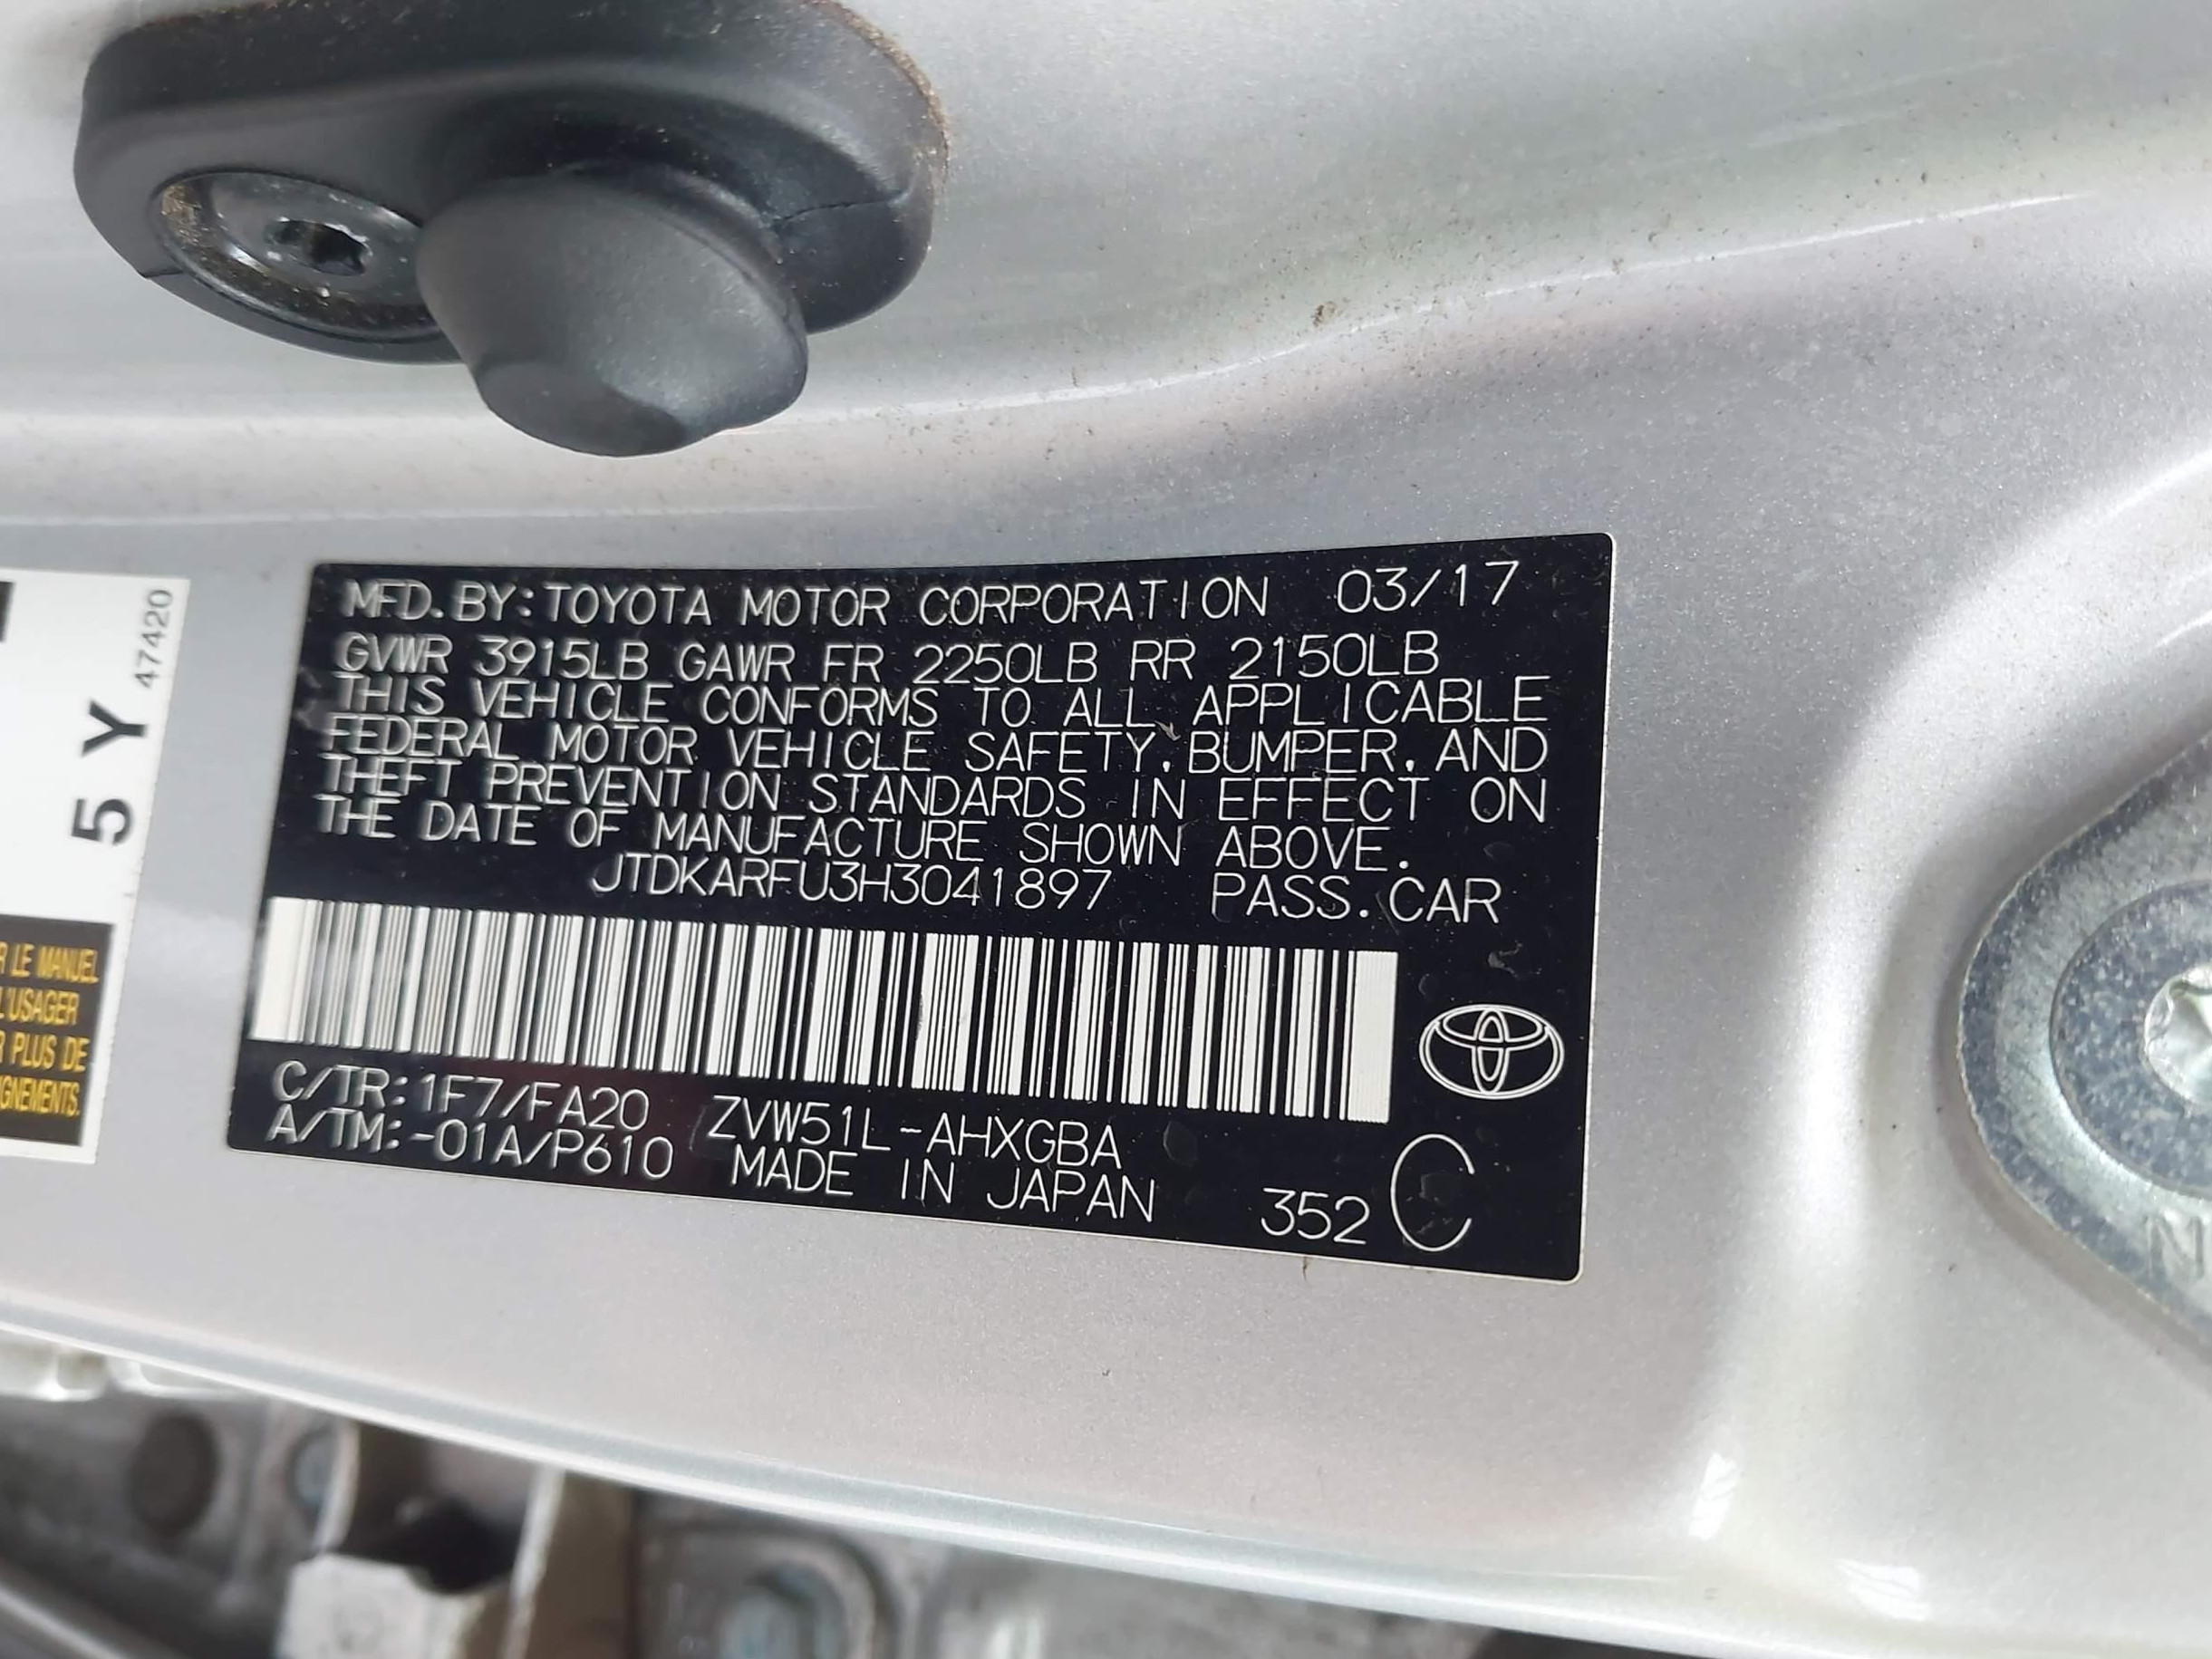 MFD. BY: TOYOTA MOTOR CORPORATION 03/17
GVWR 3915LB GAWR FR 2250LB RR 2150LB
THIS VEHICLE CONFORMS TO ALL APPLICABLE
FEDERAL MOTOR VEHICLE SAFETY, BUMPER, AND
THEFT PREVENTION STANDARDS IN EFFECT ON
THE DATE OF MANUFACTURE SHOWN ABOVE.
JTDKARFU3H3041897 PASS. CAR
C/TR: 1F7/FA20 ZVW51L-AHXGBA
A/TM: -01A/P610 MADE IN JAPAN 352 C
5 Y
47420
R LE MANUEL
L'USAGER
R PLUS DE
IGNEMENTS.
N